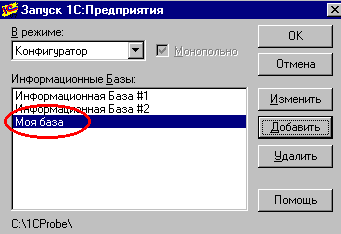 Запуск 1С:Предприятия
В режиме:
Конфигуратор
Монопольно
OK
Отмена
Информационные Базы:
Информационная База #1
Информационная База #2
Моя база
Изменить
Добавить
Удалить
Помощь
C:\1CProbe\